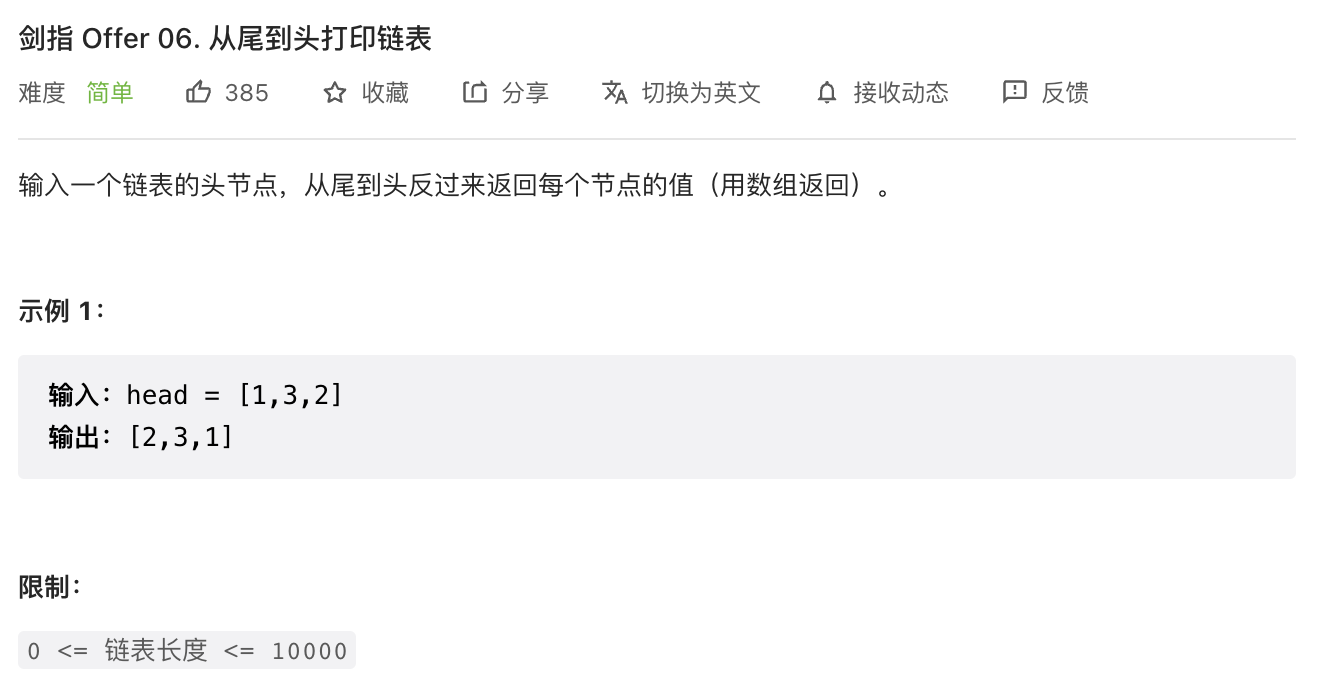 剑指 Offer 06. 从尾到头打印链表
难度 简单 385 收藏 分享 切换为英文 接收动态 反馈
输入一个链表的头节点，从尾到头反过来返回每个节点的值（用数组返回）。
示例 1：
输入：head = [1,3,2]
输出：[2,3,1]
限制：
0 <= 链表长度 <= 10000